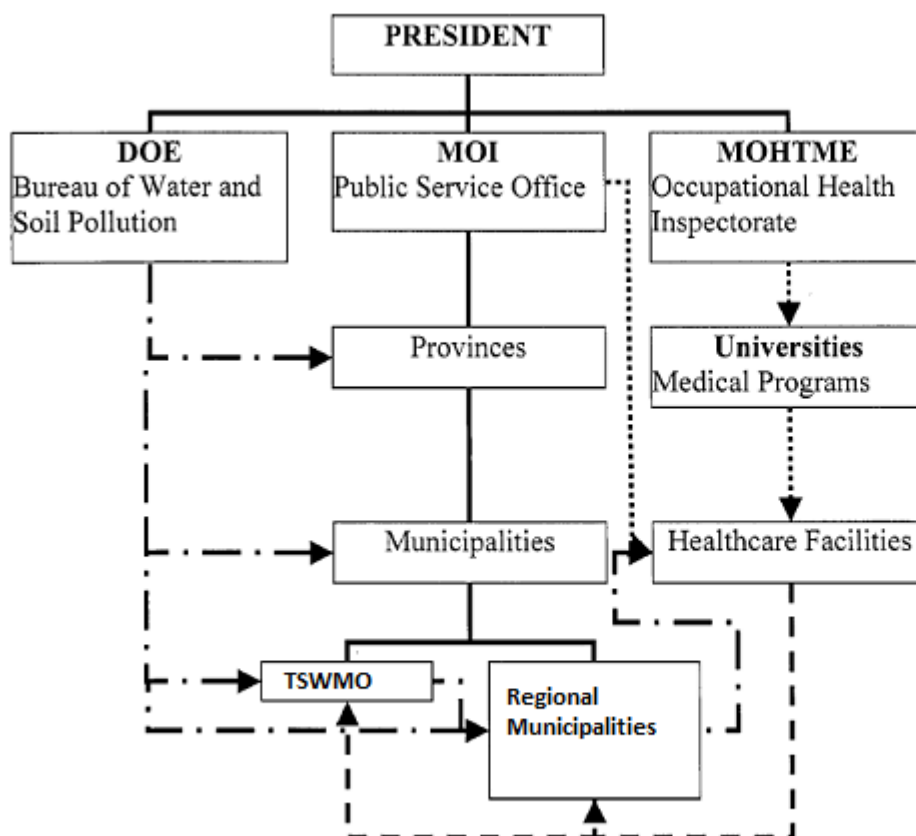 PRESIDENT
DOE
Bureau of Water and
Soil Pollution
MOI
Public Service Office
MOHTME
Occupational Health
Inspectorate
Provinces
Universities
Medical Programs
Municipalities
Healthcare Facilities
TSWMO
Regional
Municipalities